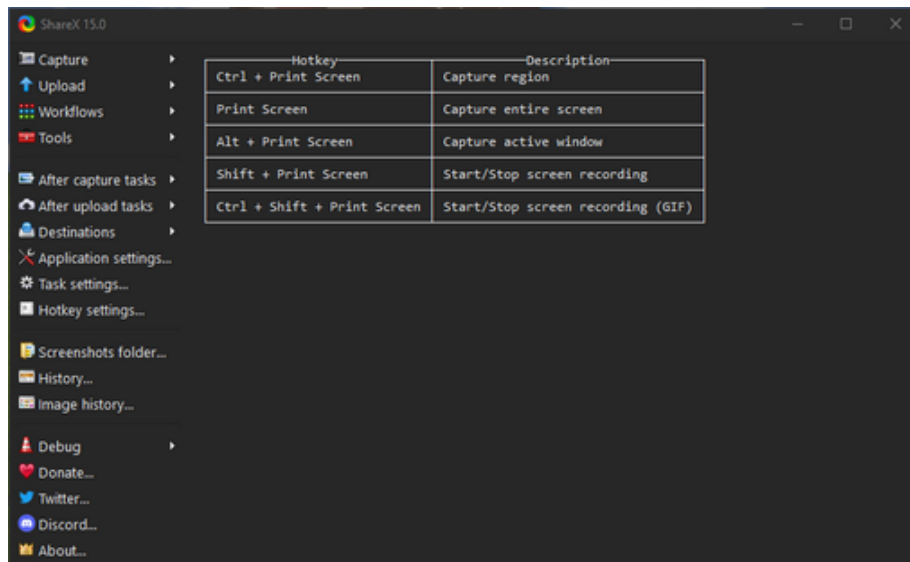 ShareX 15.0
Capture
Upload
Workflows
Tools
After capture tasks
After upload tasks
Destinations
Application settings...
Task settings...
Hotkey settings...
Screenshots folder...
History...
Image history...
Debug
Donate...
Twitter...
Discord...
About...
Hotkey Description
Ctrl + Print Screen Capture region
Print Screen Capture entire screen
Alt + Print Screen Capture active window
Shift + Print Screen Start/Stop screen recording
Ctrl + Shift + Print Screen Start/Stop screen recording (GIF)